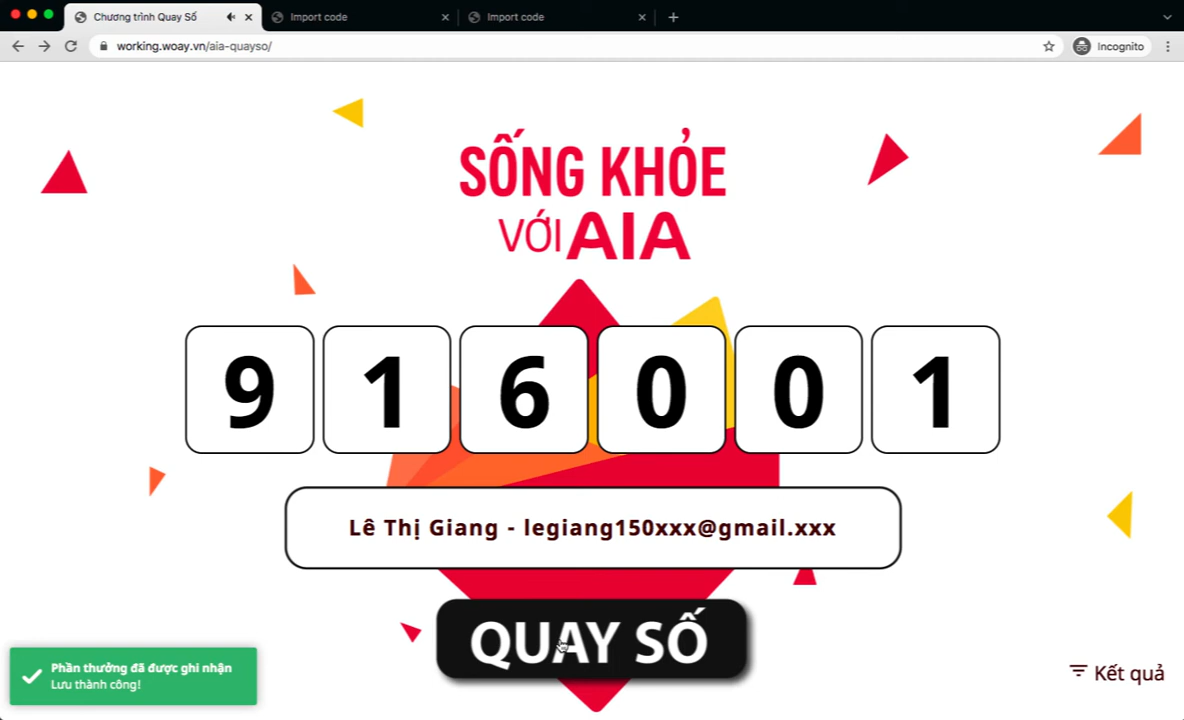 Chương trình Quay Số
Import code
Import code
working.woay.vn/aia-quayso/
Incognito
SỐNG KHỎE
VỚI AIA
9 1 6 0 0 1
Lê Thị Giang - legiang150xxx@gmail.xxx
QUAY SỐ
Phần thưởng đã được ghi nhận
Lưu thành công!
Kết quả